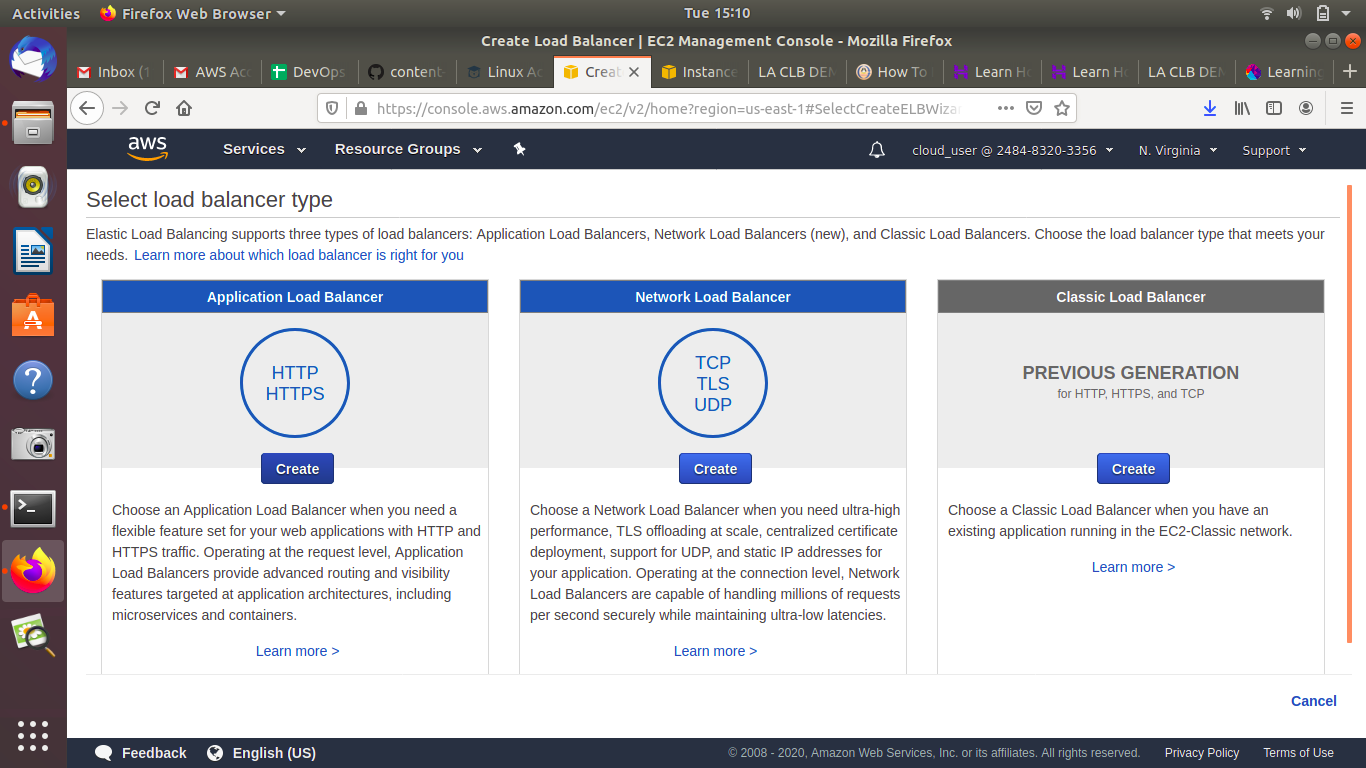 Activities
Firefox Web Browser
Tue 15:10
Create Load Balancer | EC2 Management Console - Mozilla Firefox
Inbox (1
AWS Acc
DevOps
content-
Linux Ac
Creat
Instance
LA CLB DEM
How To
Learn Ho
Learn Ho
LA CLB DEM
Learning
https://console.aws.amazon.com/ec2/v2/home?region=us-east-1#SelectCreateELBWiza
aws
Services
Resource Groups
cloud_user @ 2484-8320-3356
N. Virginia
Support
Select load balancer type
Elastic Load Balancing supports three types of load balancers: Application Load Balancers, Network Load Balancers (new), and Classic Load Balancers. Choose the load balancer type that meets your
needs. Learn more about which load balancer is right for you
Application Load Balancer
HTTP
HTTPS
Create
Choose an Application Load Balancer when you need a
flexible feature set for your web applications with HTTP and
HTTPS traffic. Operating at the request level, Application
Load Balancers provide advanced routing and visibility
features targeted at application architectures, including
microservices and containers.
Learn more >
Network Load Balancer
TCP
TLS
UDP
Create
Choose a Network Load Balancer when you need ultra-high
performance, TLS offloading at scale, centralized certificate
deployment, support for UDP, and static IP addresses for
your application. Operating at the connection level, Network
Load Balancers are capable of handling millions of requests
per second securely while maintaining ultra-low latencies.
Learn more >
Classic Load Balancer
PREVIOUS GENERATION
for HTTP, HTTPS, and TCP
Create
Choose a Classic Load Balancer when you have an
existing application running in the EC2-Classic network.
Learn more >
Cancel
Feedback
English (US)
© 2008 - 2020, Amazon Web Services, Inc. or its affiliates. All rights reserved.
Privacy Policy
Terms of Use